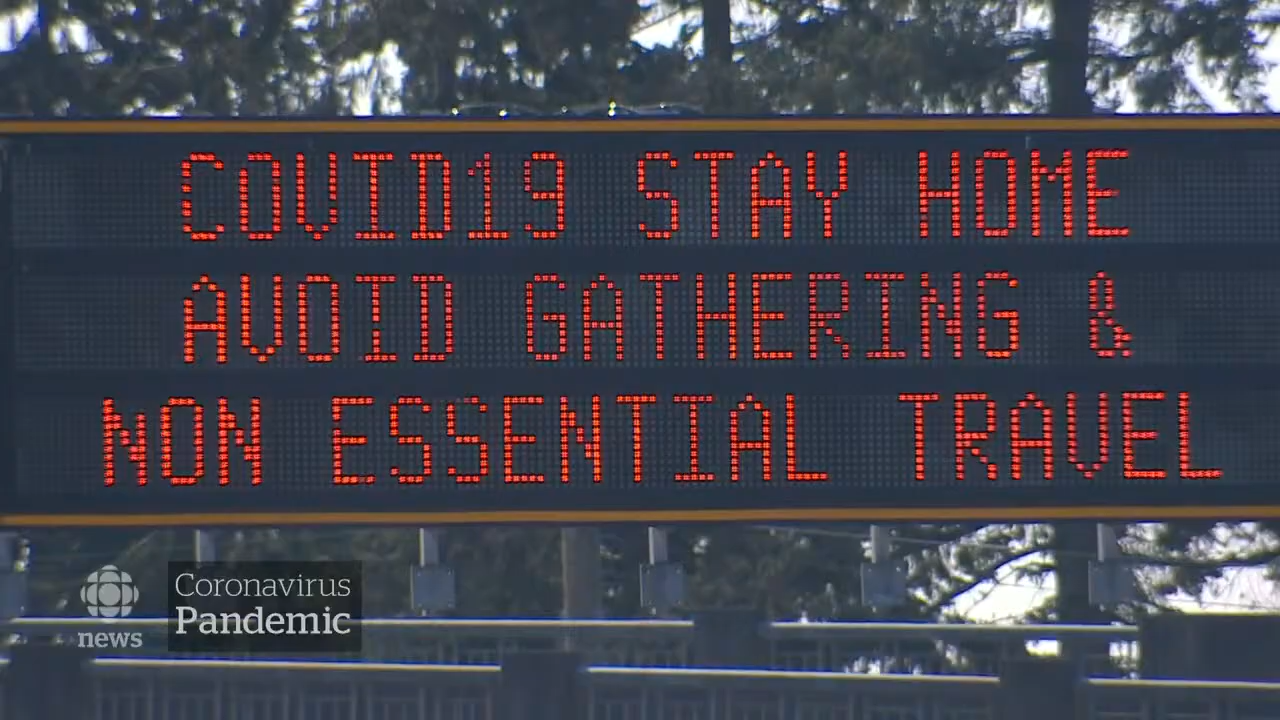 COVID19 STAY HOME
AVOID GATHERING &
NON ESSENTIAL TRAVEL
Coronavirus
Pandemic
news